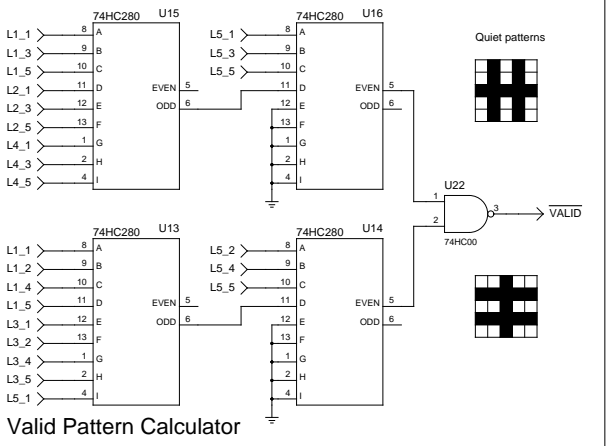 74HC280 U15
L1_1 8 A
L1_3 9 B
L1_5 10 C
L2_1 11 D EVEN 5
L2_3 12 E ODD 6
L2_5 13 F
L4_1 1 G
L4_3 2 H
L4_5 4 I
74HC280 U16
L5_1 8 A
L5_3 9 B
L5_5 10 C
11 D EVEN 5
12 E ODD 6
13 F
1 G
2 H
4 I
Quiet patterns
U22
1
2
3
VALID
74HC00
74HC280 U13
L1_1 8 A
L1_2 9 B
L1_4 10 C
L1_5 11 D EVEN 5
L3_1 12 E ODD 6
L3_2 13 F
L3_4 1 G
L3_5 2 H
L5_1 4 I
74HC280 U14
L5_2 8 A
L5_4 9 B
L5_5 10 C
11 D EVEN 5
12 E ODD 6
13 F
1 G
2 H
4 I
Valid Pattern Calculator